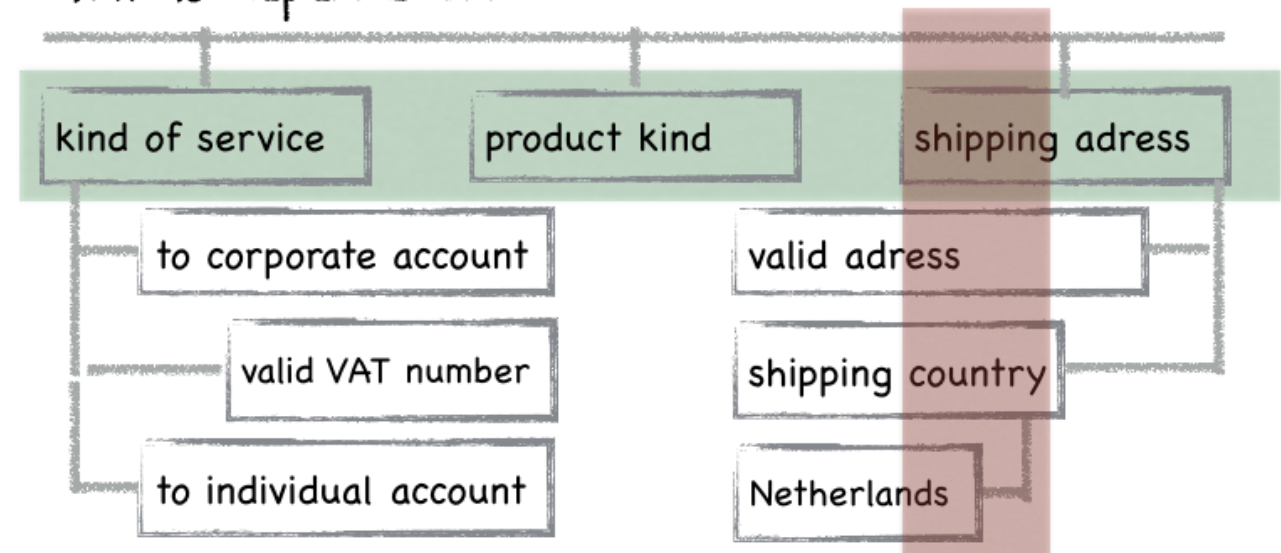 kind of service
product kind
shipping adress
to corporate account
valid adress
valid VAT number
shipping country
to individual account
Netherlands